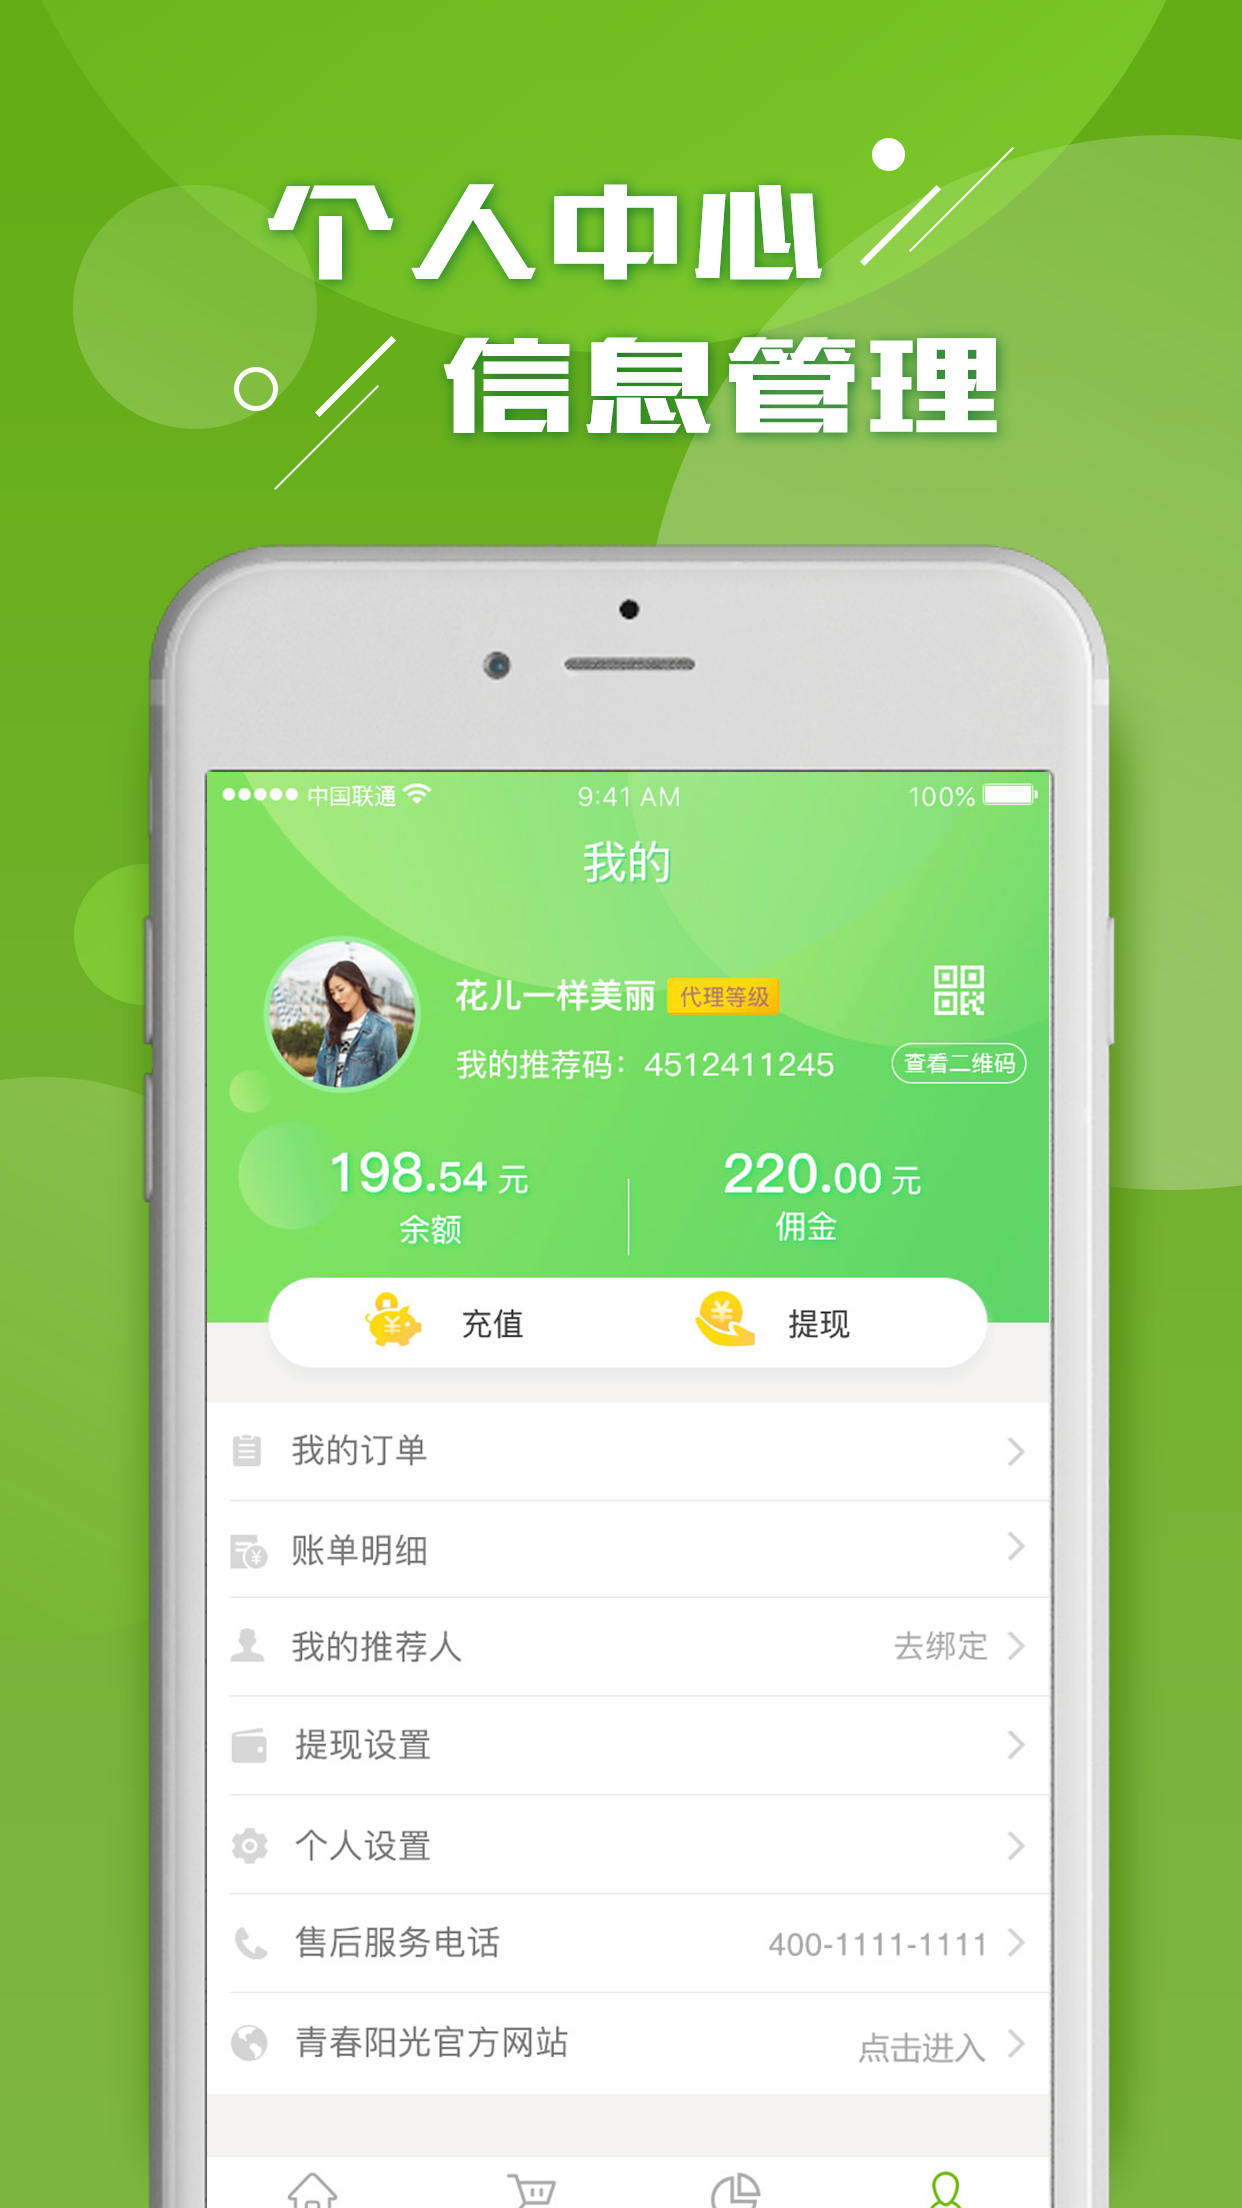 个人中心
信息管理
中国联通 9:41 AM 100%
我的
花儿一样美丽 代理等级
我的推荐码：4512411245 查看二维码
198.54 元 220.00 元
余额 佣金
充值 提现
我的订单
账单明细
我的推荐人 去绑定
提现设置
个人设置
售后服务电话 400-1111-1111
青春阳光官方网站 点击进入